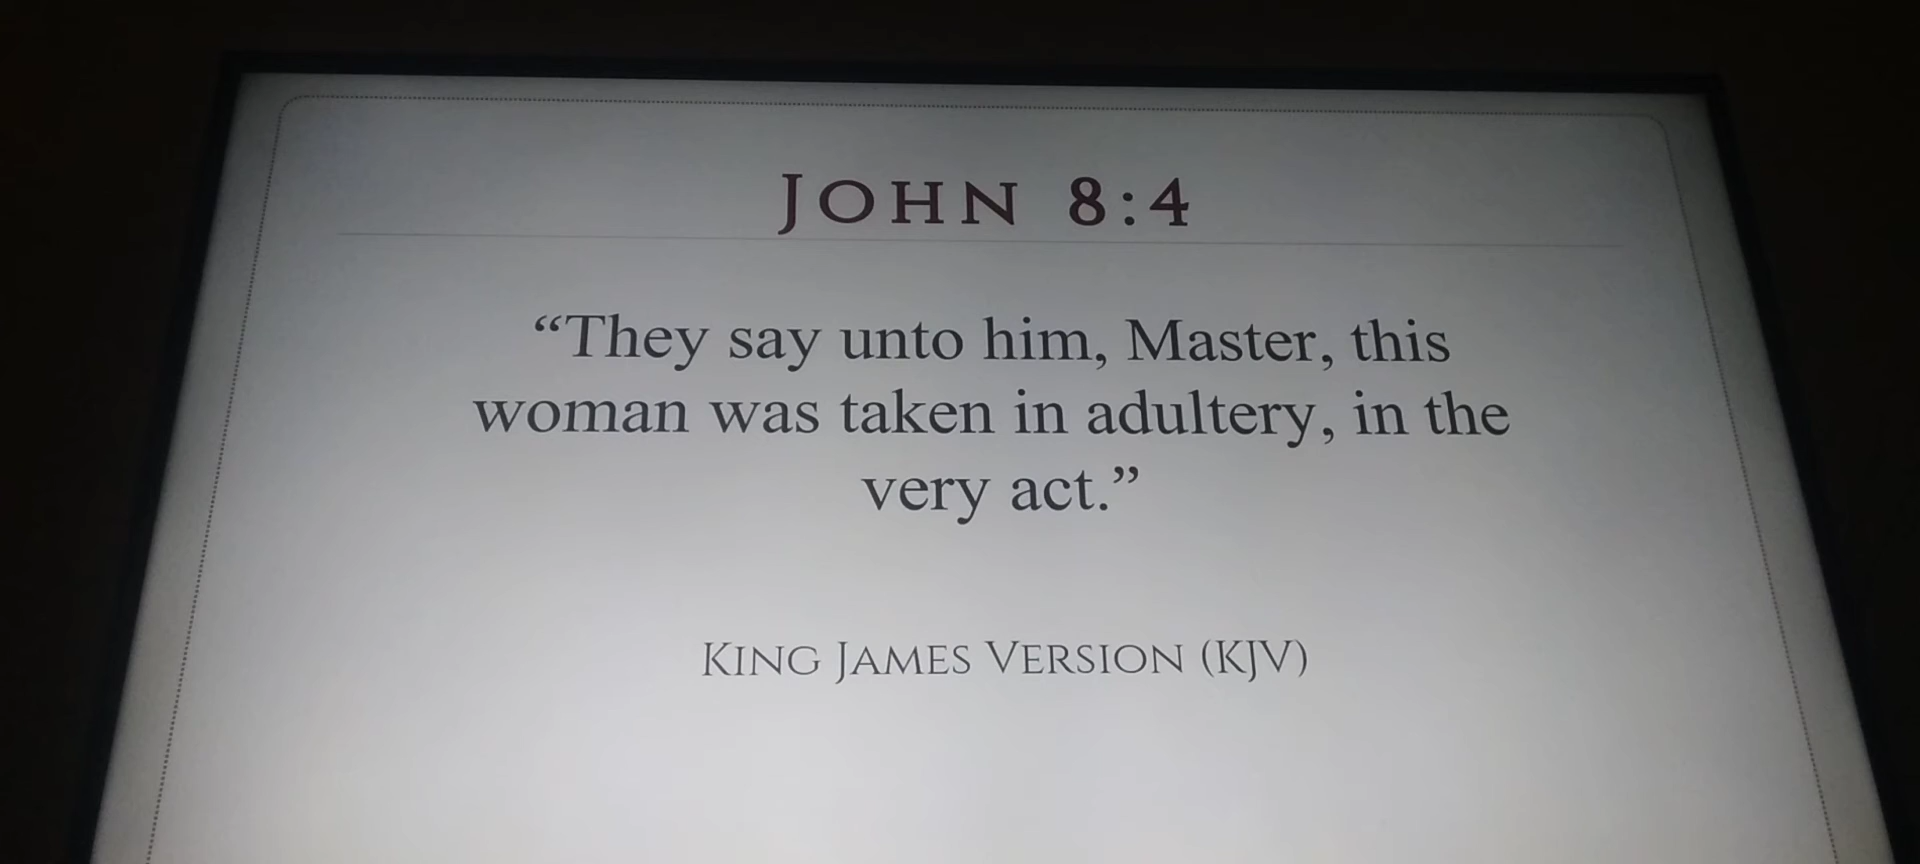 JOHN 8:4
“They say unto him, Master, this
woman was taken in adultery, in the
very act.”
KING JAMES VERSION (KJV)